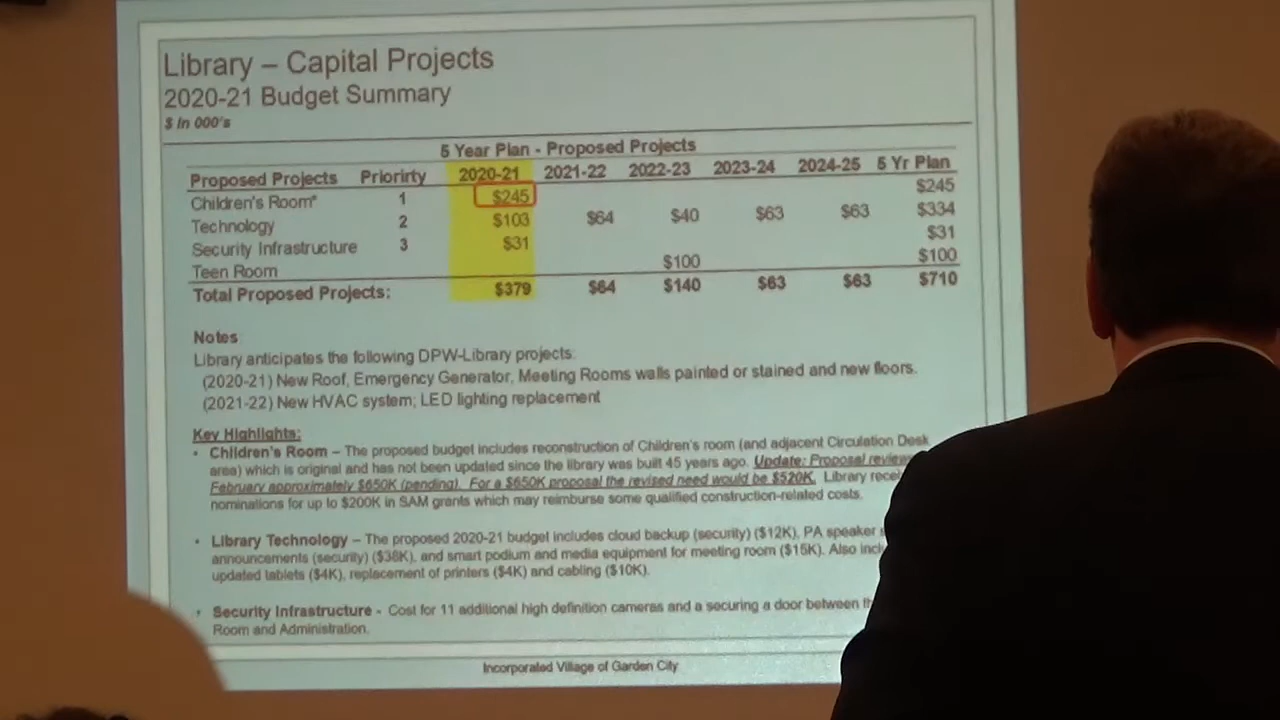 Library – Capital Projects
2020-21 Budget Summary
$ in 000's
5 Year Plan - Proposed Projects
Proposed Projects Priorirty 2020-21 2021-22 2022-23 2023-24 2024-25 5 Yr Plan
Children's Room* 1 $245 $245
Technology 2 $103 $64 $40 $63 $63 $334
Security Infrastructure 3 $31 $31
Teen Room $100 $100
Total Proposed Projects: $379 $64 $140 $63 $63 $710
Notes
Library anticipates the following DPW-Library projects:
(2020-21) New Roof, Emergency Generator, Meeting Rooms walls painted or stained and new floors.
(2021-22) New HVAC system; LED lighting replacement
Key Highlights:
• Children's Room – The proposed budget includes reconstruction of Children's room (and adjacent Circulation Desk
area) which is original and has not been updated since the library was built 45 years ago. Update: Proposal
February approximately $650K (pending). For a $650K proposal the revised need would be $520K. Library
nominations for up to $200K in SAM grants which may reimburse some qualified construction-related costs.
• Library Technology – The proposed 2020-21 budget includes cloud backup (security) ($12K), PA speaker
announcements (security) ($38K), and smart podium and media equipment for meeting room ($15K). Also
updated tablets ($4K), replacement of printers ($4K) and cabling ($10K).
• Security Infrastructure - Cost for 11 additional high definition cameras and a securing a door between
Room and Administration.
Incorporated Village of Garden City